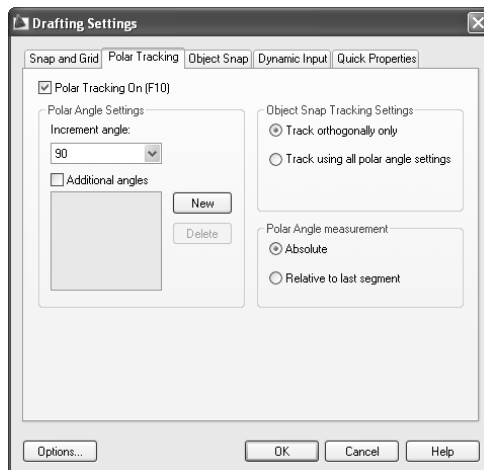 Drafting Settings
Snap and Grid Polar Tracking Object Snap Dynamic Input Quick Properties
Polar Tracking On (F10)
Polar Angle Settings
Increment angle:
90
Additional angles
New
Delete
Object Snap Tracking Settings
Track orthogonally only
Track using all polar angle settings
Polar Angle measurement
Absolute
Relative to last segment
Options... OK Cancel Help